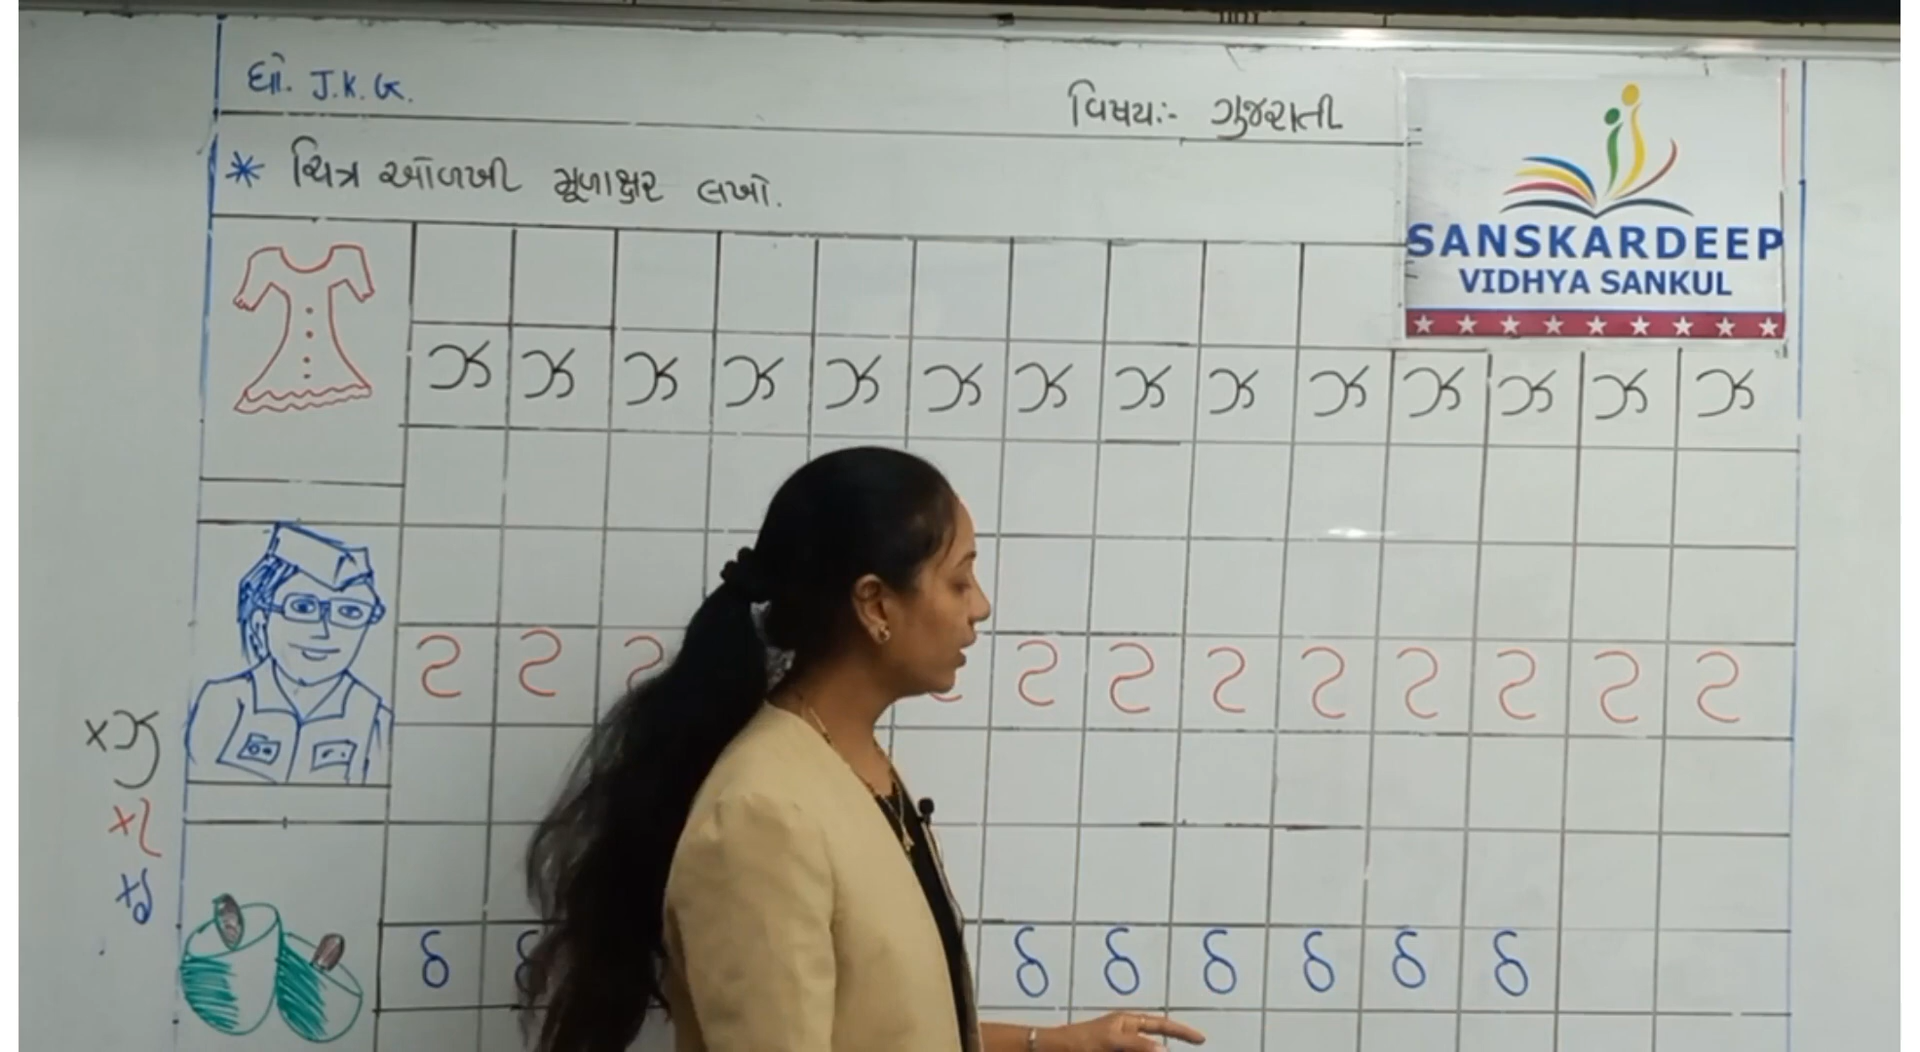 ધો. J.K.G.
વિષય:- ગુજરાતી
* ચિત્ર ઓળખી મૂળાક્ષર લખો.
SANSKARDEEP
VIDHYA SANKUL
ઝ ઝ ઝ ઝ ઝ ઝ ઝ ઝ ઝ ઝ ઝ ઝ ઝ ઝ
ટ ટ ટ ટ ટ ટ ટ ટ ટ ટ ટ ટ
ઠ ઠ ઠ ઠ ઠ ઠ ઠ ઠ